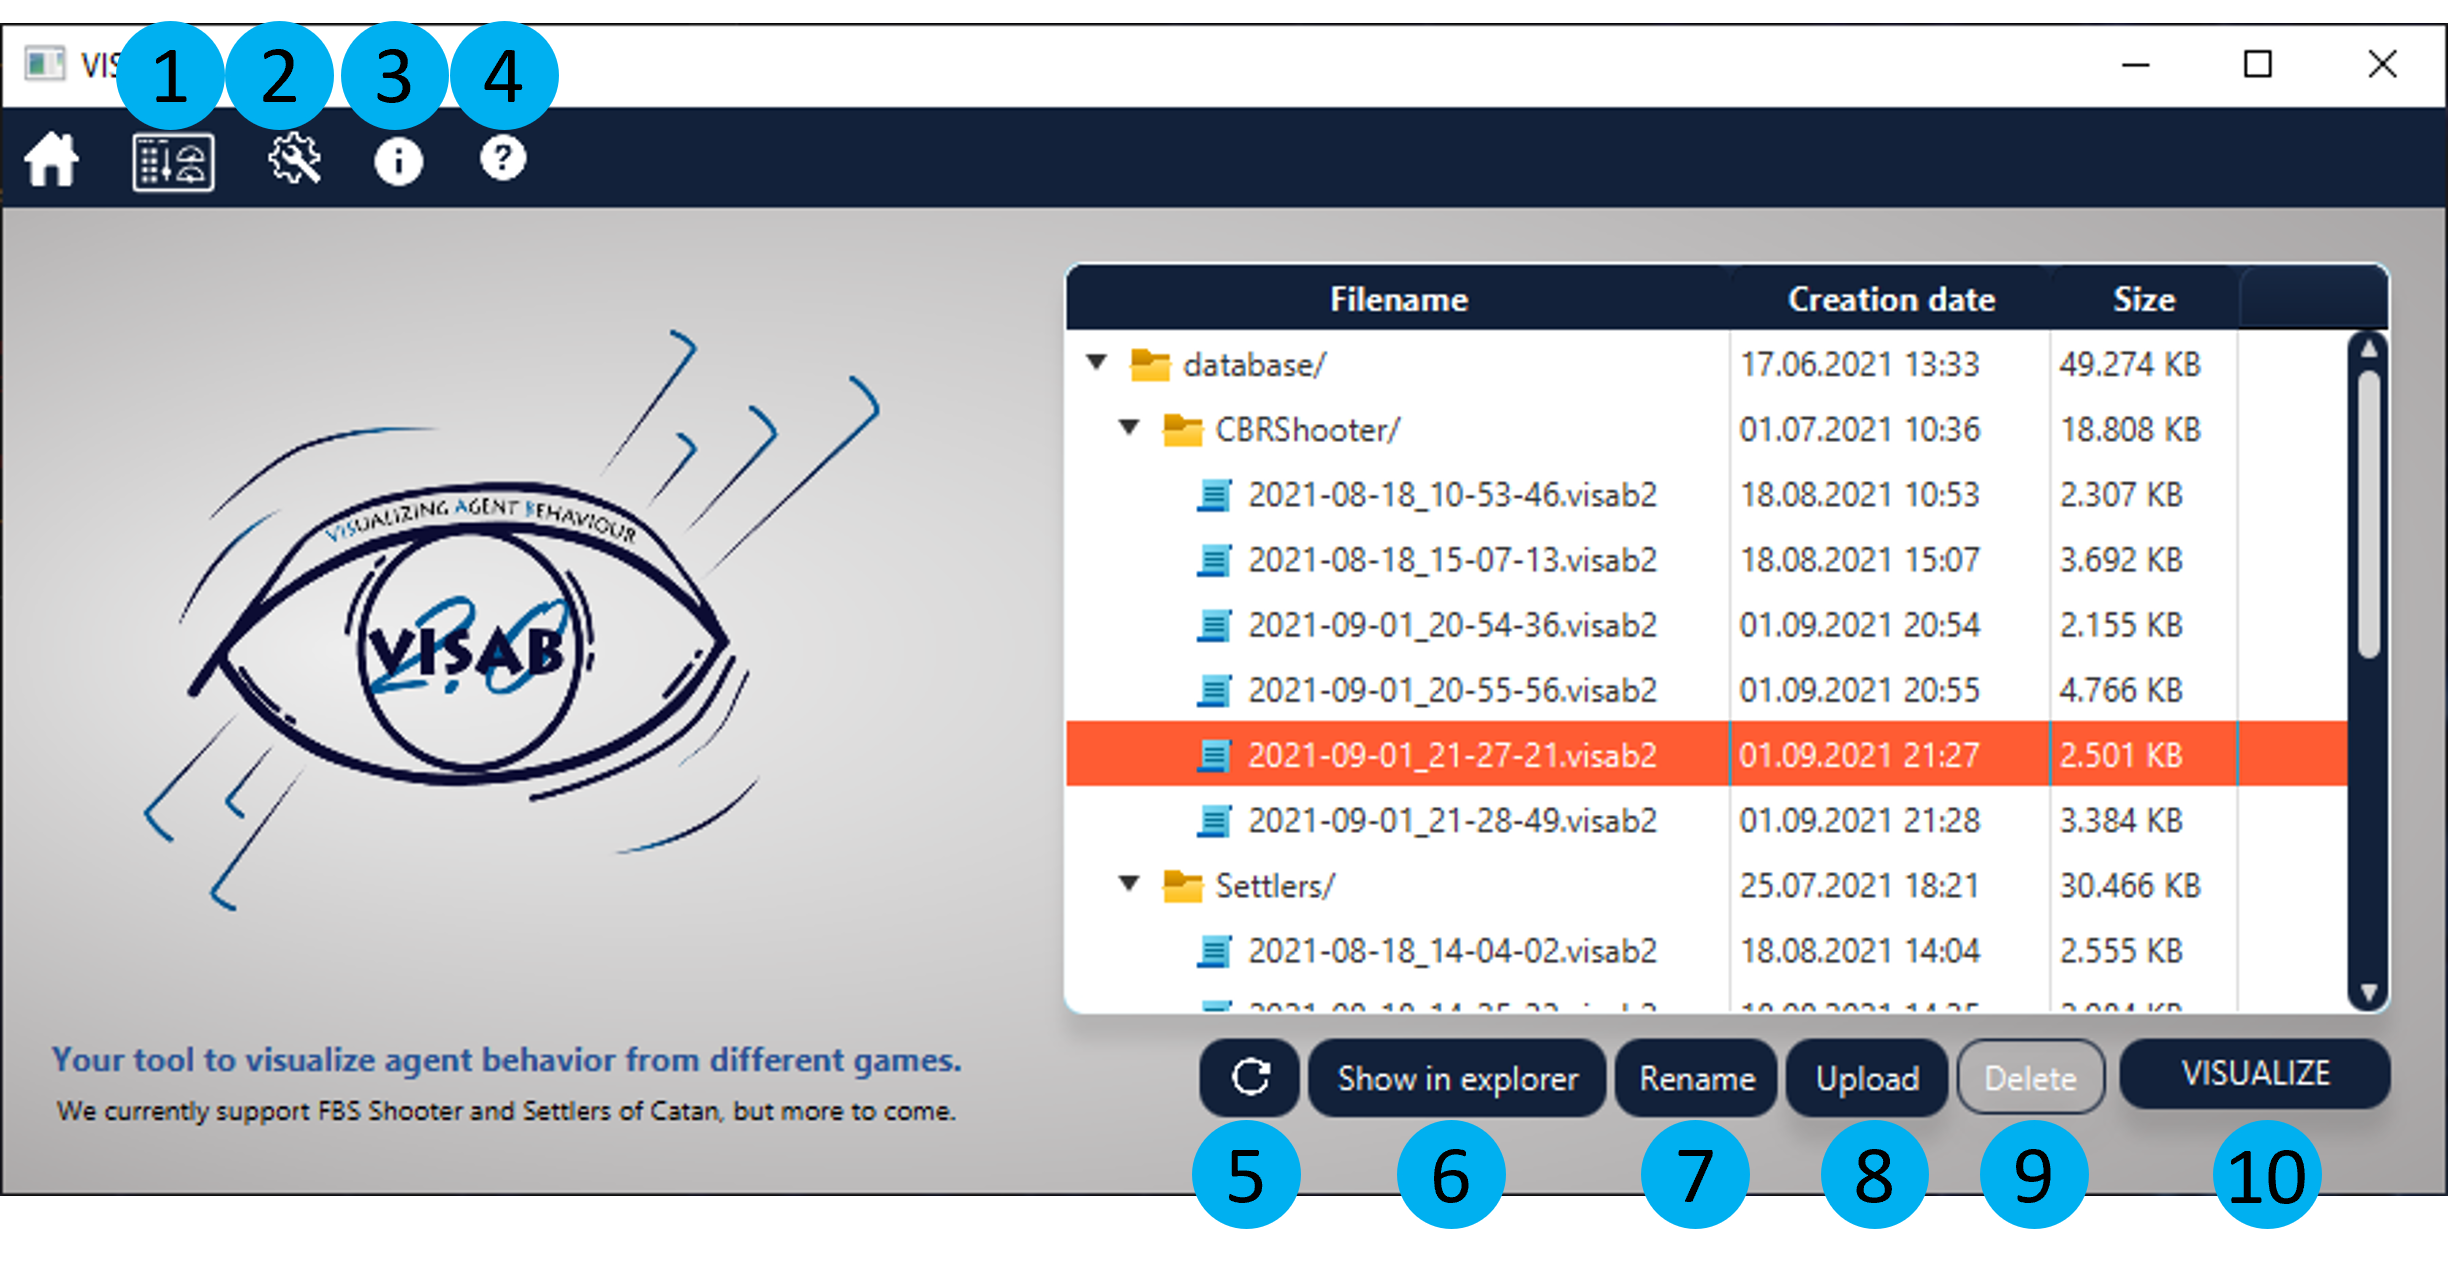 VIS
1 2 3 4
Filename Creation date Size
database/ 17.06.2021 13:33 49.274 KB
CBRShooter/ 01.07.2021 10:36 18.808 KB
2021-08-18_10-53-46.visab2 18.08.2021 10:53 2.307 KB
2021-08-18_15-07-13.visab2 18.08.2021 15:07 3.692 KB
2021-09-01_20-54-36.visab2 01.09.2021 20:54 2.155 KB
2021-09-01_20-55-56.visab2 01.09.2021 20:55 4.766 KB
2021-09-01_21-27-21.visab2 01.09.2021 21:27 2.501 KB
2021-09-01_21-28-49.visab2 01.09.2021 21:28 3.384 KB
Settlers/ 25.07.2021 18:21 30.466 KB
2021-08-18_14-04-02.visab2 18.08.2021 14:04 2.555 KB
VISUALIZING AGENT BEHAVIOUR
VISAB
2.0
Your tool to visualize agent behavior from different games.
We currently support FBS Shooter and Settlers of Catan, but more to come.
Show in explorer Rename Upload Delete VISUALIZE
5 6 7 8 9 10